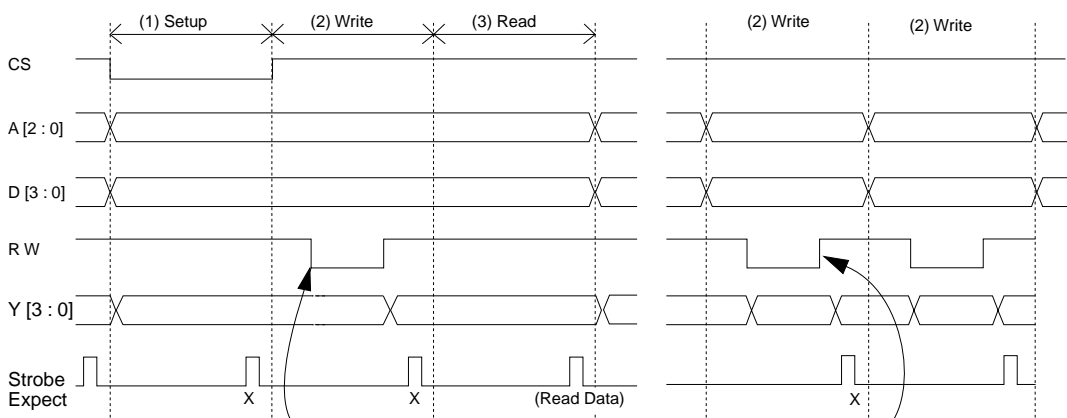 (1) Setup (2) Write (3) Read (2) Write (2) Write
CS
A [2 : 0]
D [3 : 0]
R W
Y [3 : 0]
Strobe
Expect X X (Read Data) X